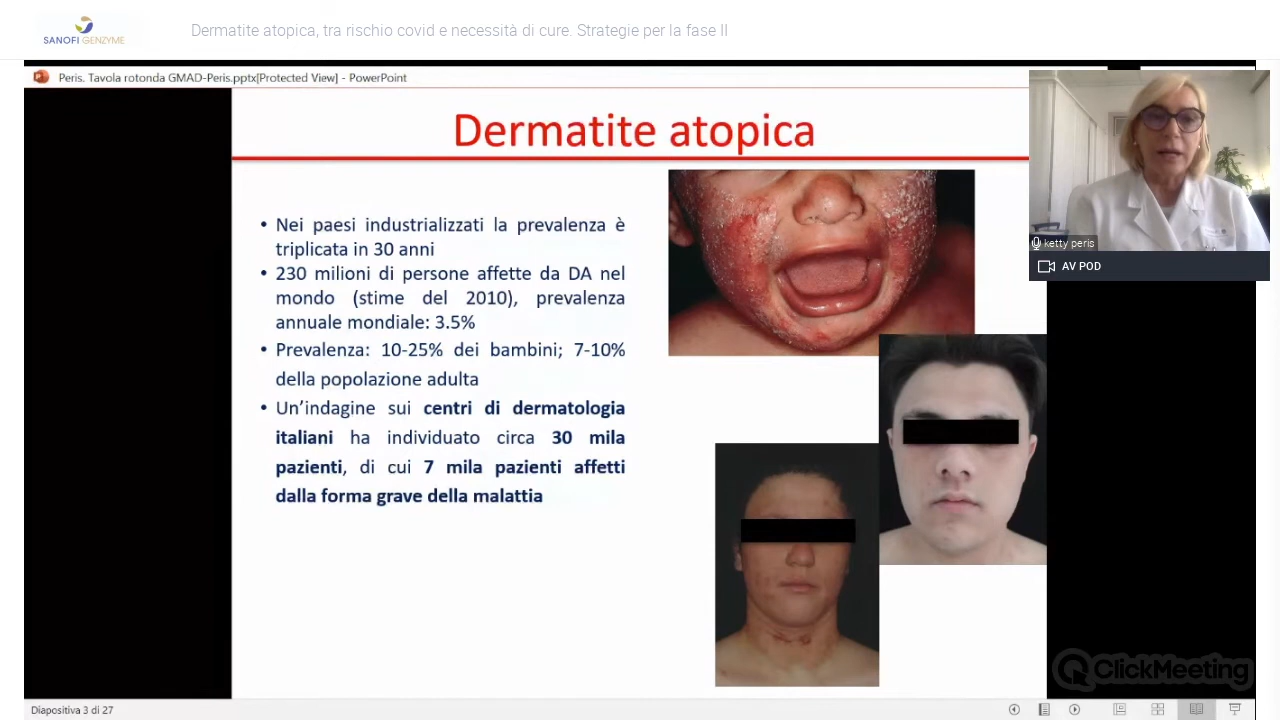 SANOFI GENZYME
Dermatite atopica, tra rischio covid e necessità di cure. Strategie per la fase II
Peris. Tavola rotonda GMAD-Peris.pptx[Protected View] - PowerPoint
Dermatite atopica
• Nei paesi industrializzati la prevalenza è
triplicata in 30 anni
• 230 milioni di persone affette da DA nel
mondo (stime del 2010), prevalenza
annuale mondiale: 3.5%
• Prevalenza: 10-25% dei bambini; 7-10%
della popolazione adulta
• Un'indagine sui centri di dermatologia
italiani ha individuato circa 30 mila
pazienti, di cui 7 mila pazienti affetti
dalla forma grave della malattia
ketty peris
AV POD
ClickMeeting
Diapositiva 3 di 27